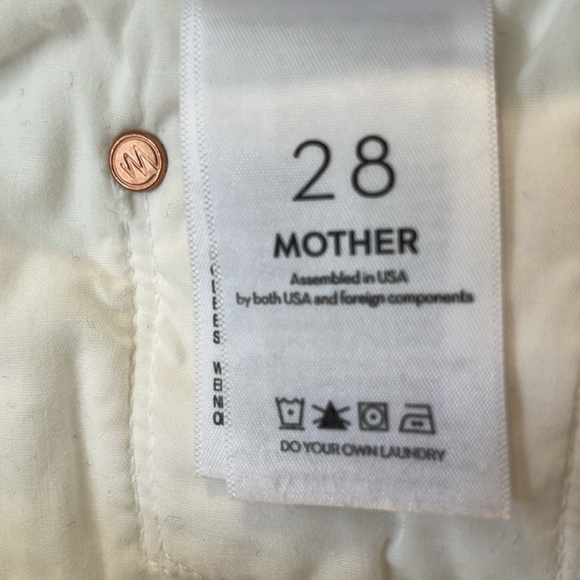 28
MOTHER
Assembled in USA
by both USA and foreign components
DO YOUR OWN LAUNDRY